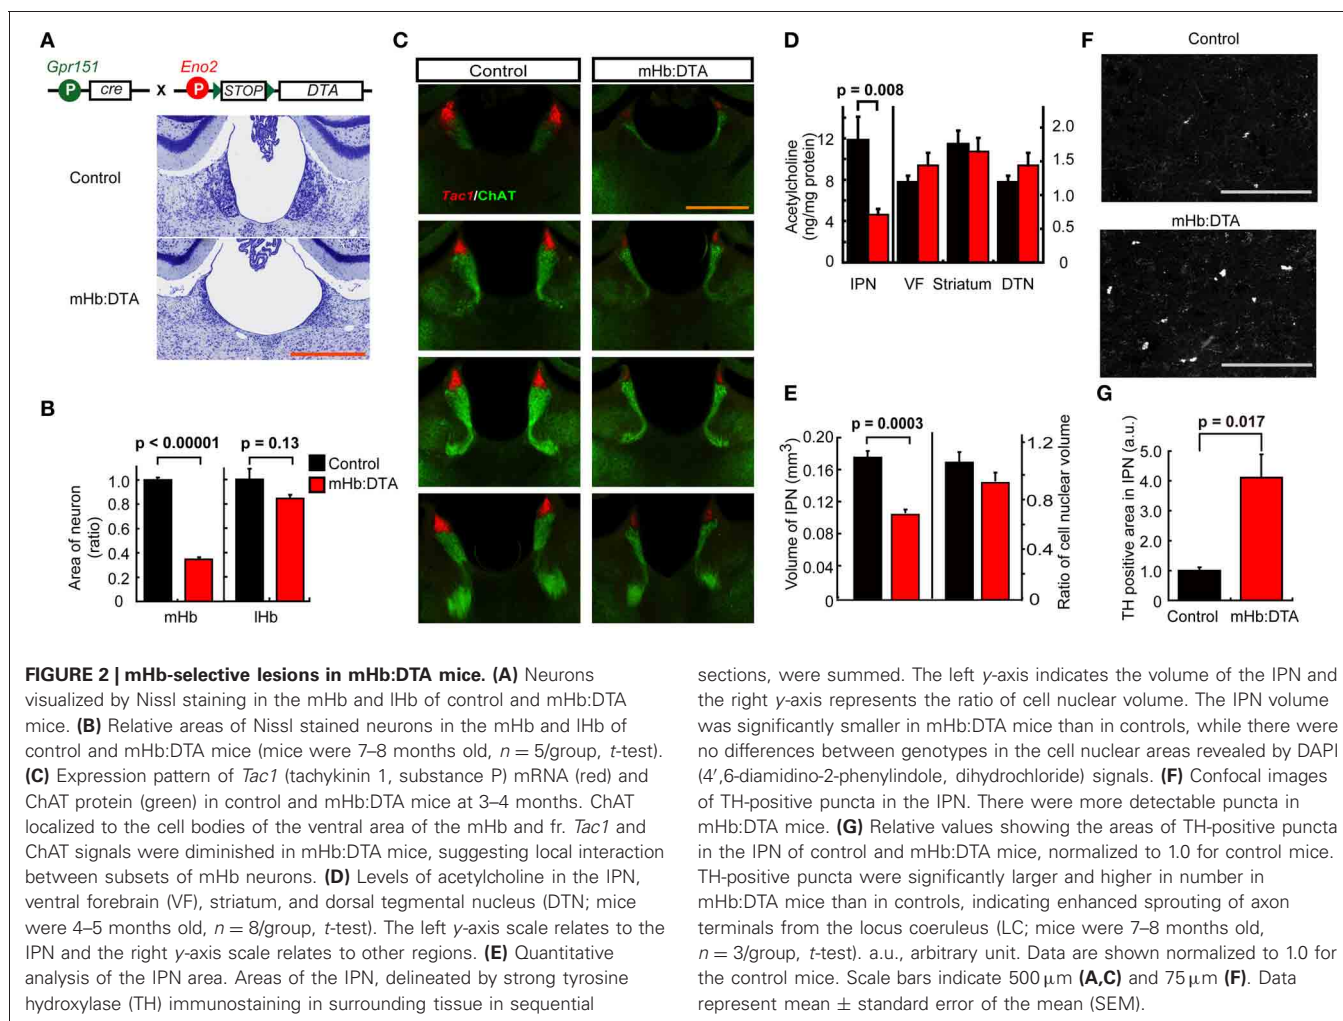 A
Gpr151
Eno2
P
cre
x
P
STOP
DTA
Control
mHb:DTA
B
p < 0.00001
p = 0.13
Control
mHb:DTA
Area of neuron
(ratio)
1.0
0.8
0.6
0.4
0.2
0
mHb
lHb
C
Control
mHb:DTA
Tac1/ChAT
D
p = 0.008
Acetylcholine
(ng/mg protein)
12
8
4
0
2.0
1.5
1.0
0.5
0
IPN
VF
Striatum
DTN
E
p = 0.0003
Volume of IPN (mm3)
0.20
0.16
0.12
0.08
0.04
0
1.2
0.8
0.4
0
Ratio of cell nuclear volume
F
Control
mHb:DTA
G
p = 0.017
TH positive area in IPN (a.u.)
5.0
4.0
3.0
2.0
1.0
0
Control
mHb:DTA
FIGURE 2 | mHb-selective lesions in mHb:DTA mice. (A) Neurons
visualized by Nissl staining in the mHb and lHb of control and mHb:DTA
mice. (B) Relative areas of Nissl stained neurons in the mHb and lHb of
control and mHb:DTA mice (mice were 7–8 months old, n = 5/group, t-test).
(C) Expression pattern of Tac1 (tachykinin 1, substance P) mRNA (red) and
ChAT protein (green) in control and mHb:DTA mice at 3–4 months. ChAT
localized to the cell bodies of the ventral area of the mHb and fr. Tac1 and
ChAT signals were diminished in mHb:DTA mice, suggesting local interaction
between subsets of mHb neurons. (D) Levels of acetylcholine in the IPN,
ventral forebrain (VF), striatum, and dorsal tegmental nucleus (DTN; mice
were 4–5 months old, n = 8/group, t-test). The left y-axis scale relates to the
IPN and the right y-axis scale relates to other regions. (E) Quantitative
analysis of the IPN area. Areas of the IPN, delineated by strong tyrosine
hydroxylase (TH) immunostaining in surrounding tissue in sequential
sections, were summed. The left y-axis indicates the volume of the IPN and
the right y-axis represents the ratio of cell nuclear volume. The IPN volume
was significantly smaller in mHb:DTA mice than in controls, while there were
no differences between genotypes in the cell nuclear areas revealed by DAPI
(4′,6-diamidino-2-phenylindole, dihydrochloride) signals. (F) Confocal images
of TH-positive puncta in the IPN. There were more detectable puncta in
mHb:DTA mice. (G) Relative values showing the areas of TH-positive puncta
in the IPN of control and mHb:DTA mice, normalized to 1.0 for control mice.
TH-positive puncta were significantly larger and higher in number in
mHb:DTA mice than in controls, indicating enhanced sprouting of axon
terminals from the locus coeruleus (LC; mice were 7–8 months old,
n = 3/group, t-test). a.u., arbitrary unit. Data are shown normalized to 1.0 for
the control mice. Scale bars indicate 500 μm (A,C) and 75 μm (F). Data
represent mean ± standard error of the mean (SEM).